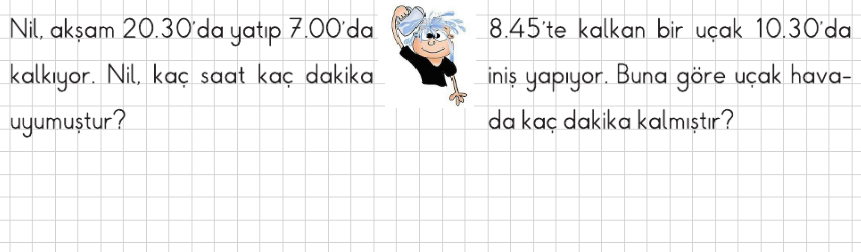 Nil, akşam 20.30'da yatıp 7.00'da
kalkıyor. Nil, kaç saat kaç dakika
uyumuştur?
8.45'te kalkan bir uçak 10.30'da
iniş yapıyor. Buna göre uçak hava-
da kaç dakika kalmıştır?